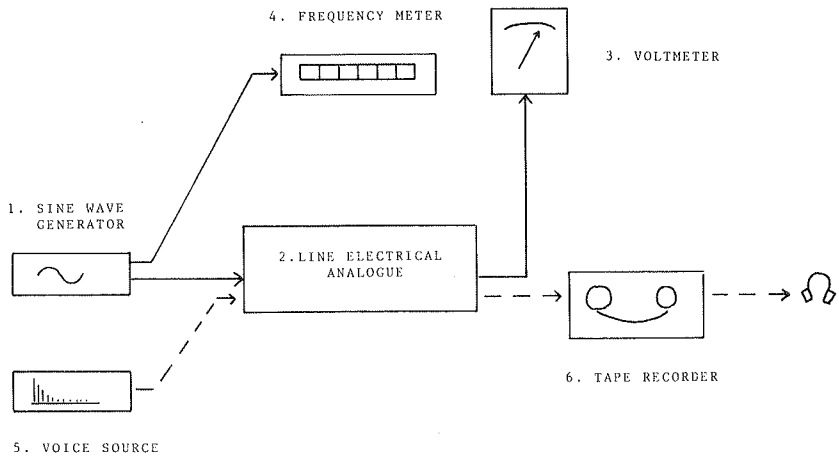 4. FREQUENCY METER
3. VOLTMETER
1. SINE WAVE
GENERATOR
2.LINE ELECTRICAL
ANALOGUE
6. TAPE RECORDER
5. VOICE SOURCE